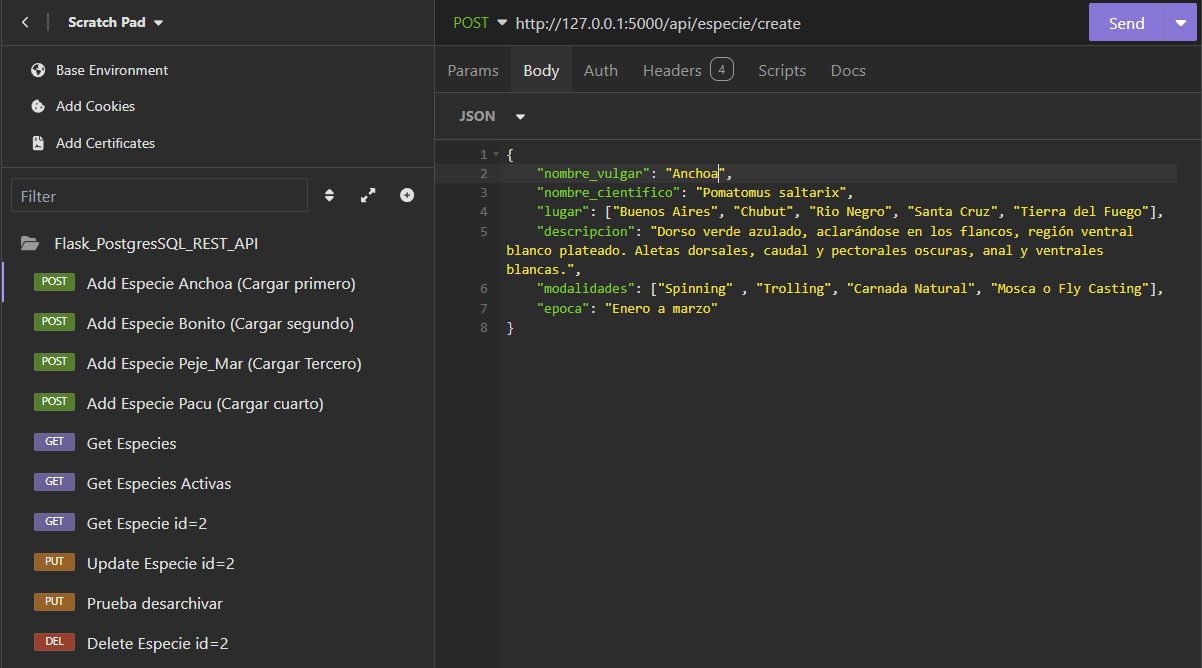 Scratch Pad
Base Environment
Add Cookies
Add Certificates
Filter
Flask_PostgresSQL_REST_API
POST Add Especie Anchoa (Cargar primero)
POST Add Especie Bonito (Cargar segundo)
POST Add Especie Peje_Mar (Cargar Tercero)
POST Add Especie Pacu (Cargar cuarto)
GET Get Especies
GET Get Especies Activas
GET Get Especie id=2
PUT Update Especie id=2
PUT Prueba desarchivar
DEL Delete Especie id=2
POST http://127.0.0.1:5000/api/especie/create
Send
Params Body Auth Headers 4 Scripts Docs
JSON
1 {
2 "nombre_vulgar": "Anchoa",
3 "nombre_cientifico": "Pomatomus saltarix",
4 "lugar": ["Buenos Aires", "Chubut", "Rio Negro", "Santa Cruz", "Tierra del Fuego"],
5 "descripcion": "Dorso verde azulado, aclarándose en los flancos, región ventral
blanco plateado. Aletas dorsales, caudal y pectorales oscuras, anal y ventrales
blancas.",
6 "modalidades": ["Spinning" , "Trolling", "Carnada Natural", "Mosca o Fly Casting"],
7 "epoca": "Enero a marzo"
8 }